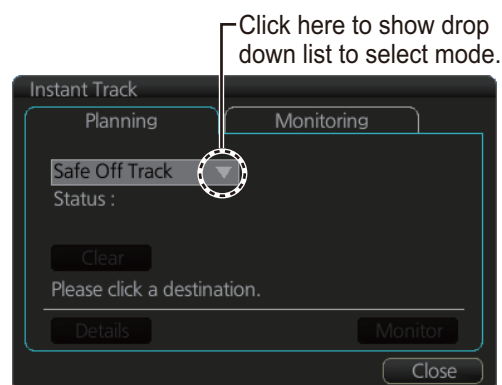 Click here to show drop
down list to select mode.
Instant Track
Planning
Monitoring
Safe Off Track
Status :
Clear
Please click a destination.
Details
Monitor
Close